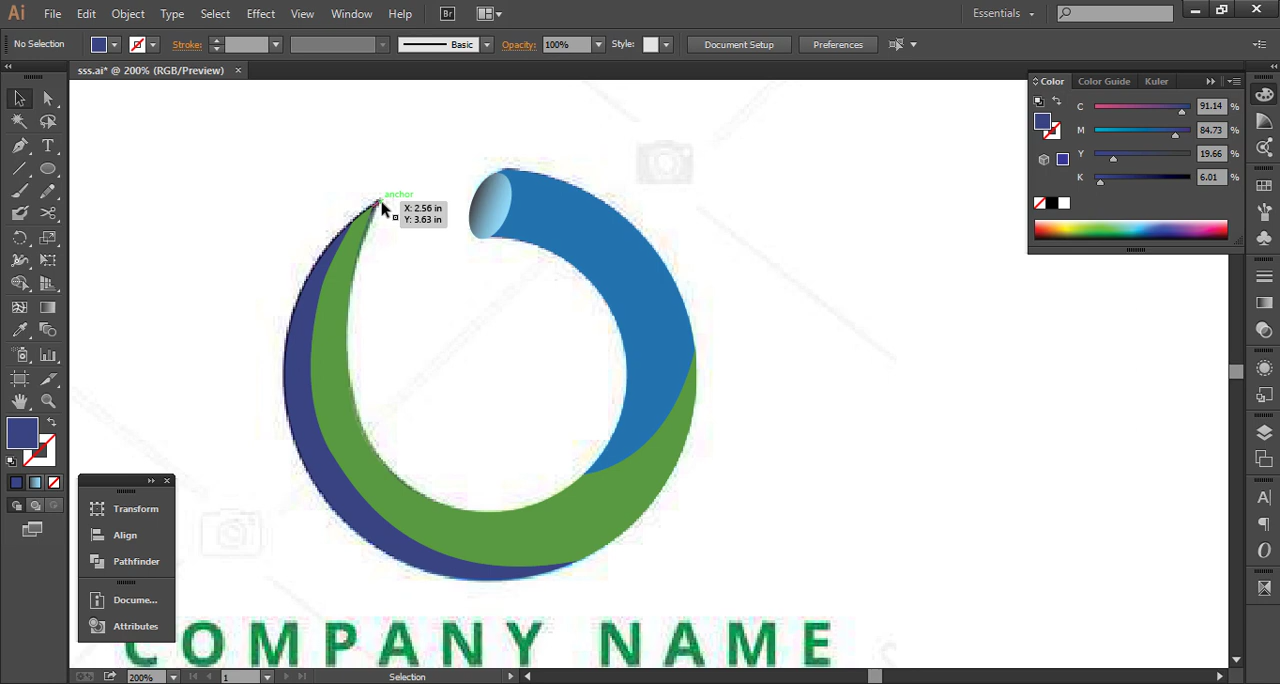 Ai File Edit Object Type Select Effect View Window Help Br Essentials
No Selection Stroke: Basic Opacity: 100% Style: Document Setup Preferences
sss.ai* @ 200% (RGB/Preview) ×
Color Color Guide Kuler
C 91.14 %
M 84.73 %
Y 19.66 %
K 6.01 %
anchor
X: 2.56 in
Y: 3.63 in
Transform
Align
Pathfinder
Docume...
Attributes
COMPANY NAME
200% 1 Selection